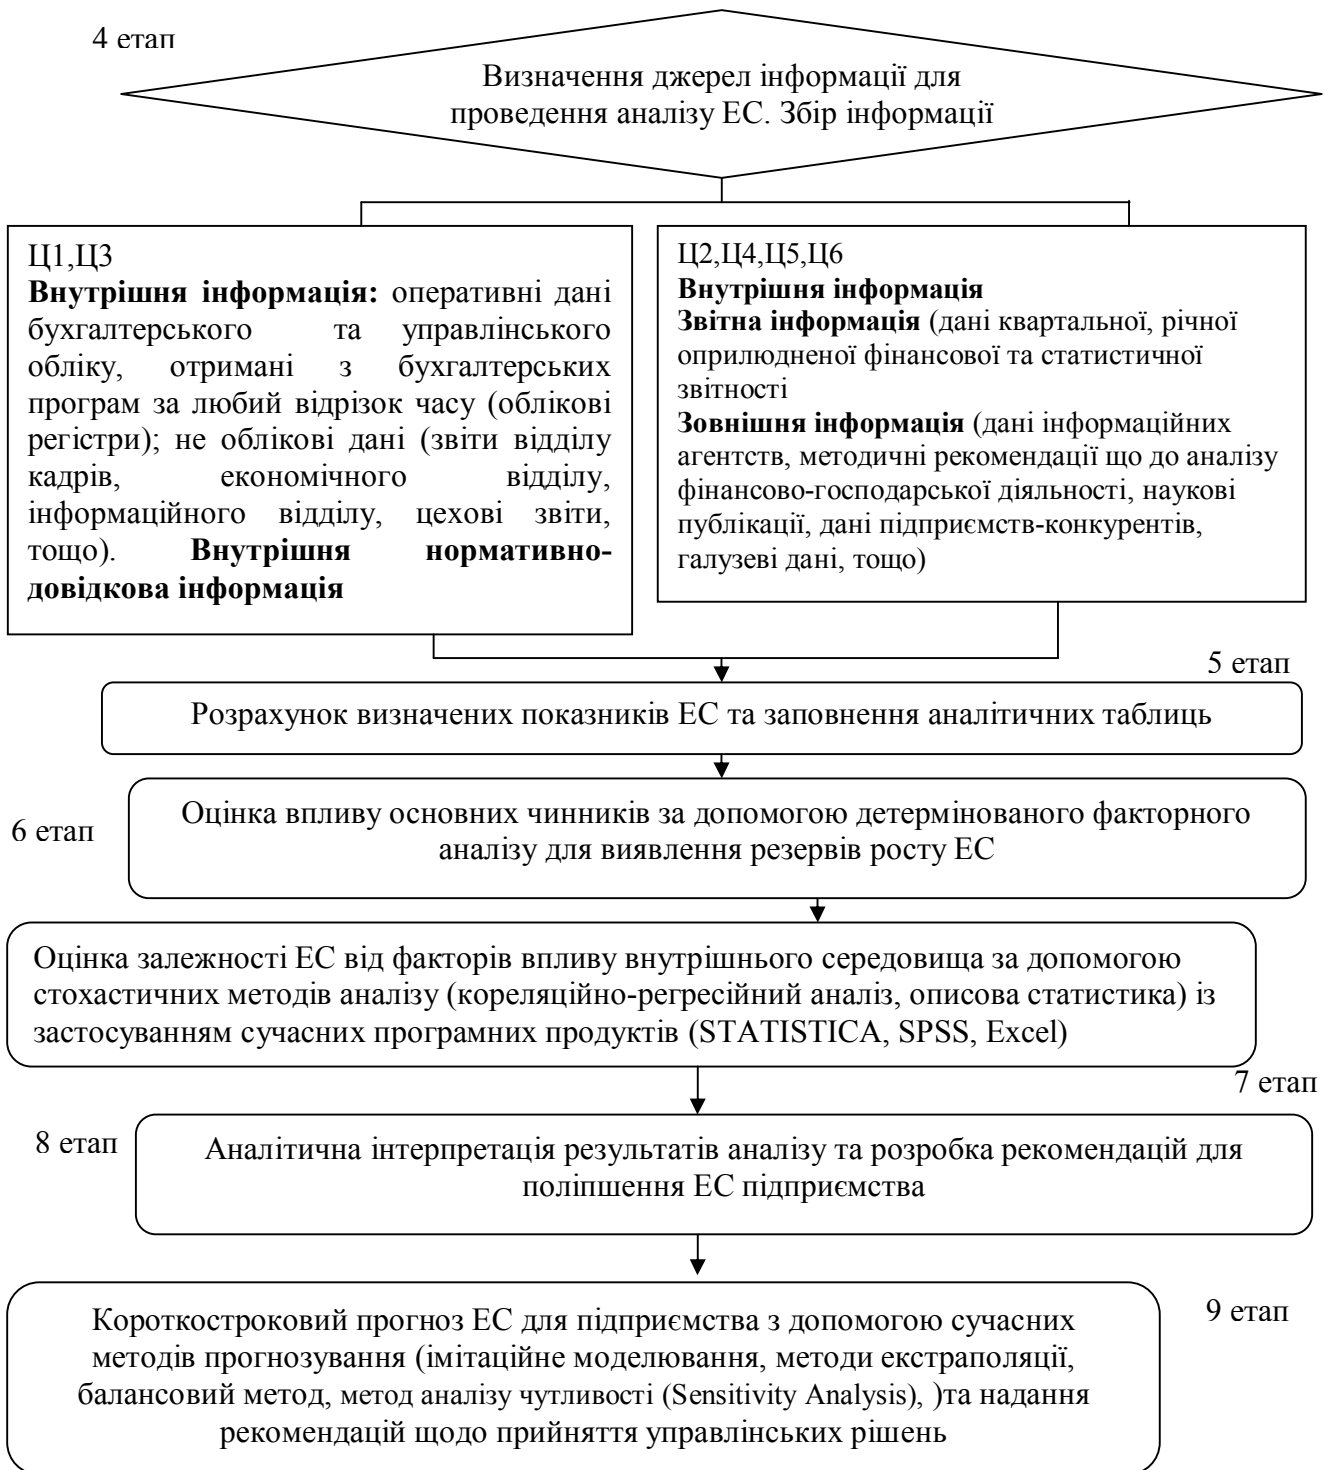 4 етап
Визначення джерел інформації для
проведення аналізу ЕС. Збір інформації
Ц1,Ц3
Внутрішня інформація: оперативні дані
бухгалтерського та управлінського
обліку, отримані з бухгалтерських
програм за любий відрізок часу (облікові
регістри); не облікові дані (звіти відділу
кадрів, економічного відділу,
інформаційного відділу, цехові звіти,
тощо). Внутрішня нормативно-
довідкова інформація
Ц2,Ц4,Ц5,Ц6
Внутрішня інформація
Звітна інформація (дані квартальної, річної
оприлюдненої фінансової та статистичної
звітності
Зовнішня інформація (дані інформаційних
агентств, методичні рекомендації що до аналізу
фінансово-господарської діяльності, наукові
публікації, дані підприємств-конкурентів,
галузеві дані, тощо)
5 етап
Розрахунок визначених показників ЕС та заповнення аналітичних таблиць
6 етап
Оцінка впливу основних чинників за допомогою детермінованого факторного
аналізу для виявлення резервів росту ЕС
Оцінка залежності ЕС від факторів впливу внутрішнього середовища за допомогою
стохастичних методів аналізу (кореляційно-регресійний аналіз, описова статистика) із
застосуванням сучасних програмних продуктів (STATISTICA, SPSS, Excel)
7 етап
8 етап
Аналітична інтерпретація результатів аналізу та розробка рекомендацій для
поліпшення ЕС підприємства
9 етап
Короткостроковий прогноз ЕС для підприємства з допомогою сучасних
методів прогнозування (імітаційне моделювання, методи екстраполяції,
балансовий метод, метод аналізу чутливості (Sensitivity Analysis), )та надання
рекомендацій щодо прийняття управлінських рішень